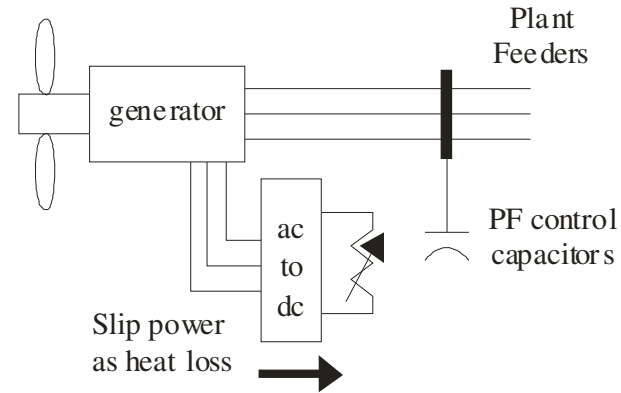 Plant
Feeders
generator
ac
to
dc
PF control
capacitors
Slip power
as heat loss